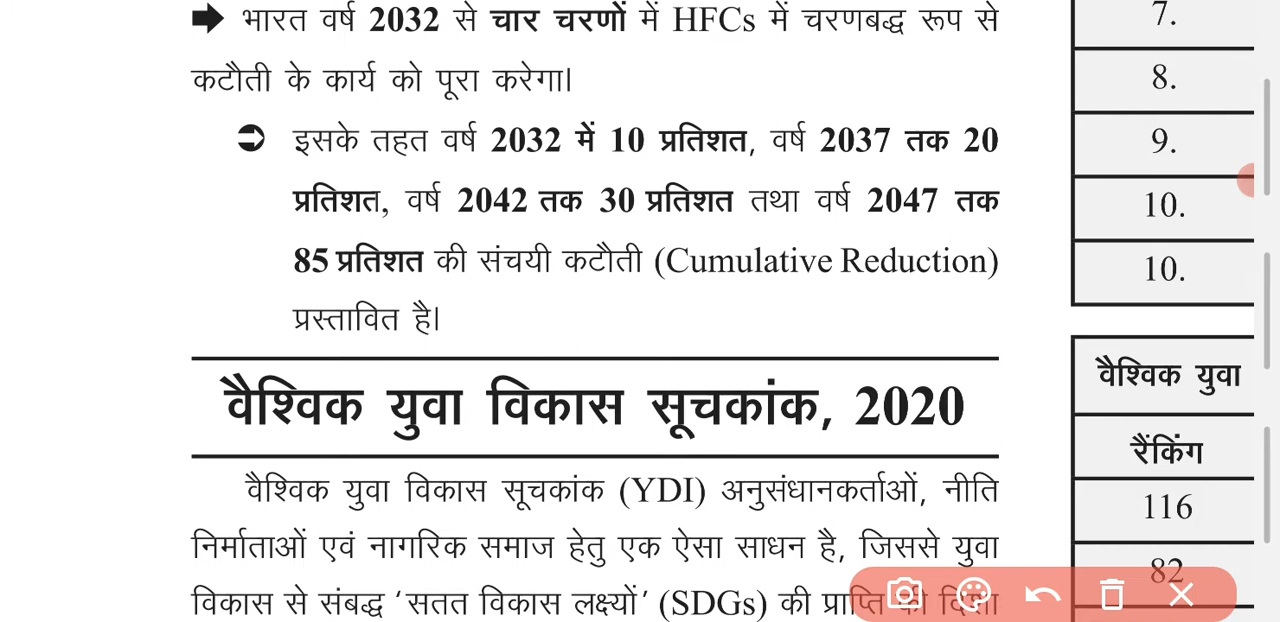 ➡ भारत वर्ष 2032 से चार चरणों में HFCs में चरणबद्ध रूप से
कटौती के कार्य को पूरा करेगा।
➲ इसके तहत वर्ष 2032 में 10 प्रतिशत, वर्ष 2037 तक 20
प्रतिशत, वर्ष 2042 तक 30 प्रतिशत तथा वर्ष 2047 तक
85 प्रतिशत की संचयी कटौती (Cumulative Reduction)
प्रस्तावित है।
वैश्विक युवा विकास सूचकांक, 2020
वैश्विक युवा विकास सूचकांक (YDI) अनुसंधानकर्ताओं, नीति
निर्माताओं एवं नागरिक समाज हेतु एक ऐसा साधन है, जिससे युवा
विकास से संबद्ध ‘सतत विकास लक्ष्यों’ (SDGs) की प्राप्ति की दिशा
7.
8.
9.
10.
10.
वैश्विक युवा
रैंकिंग
116
82